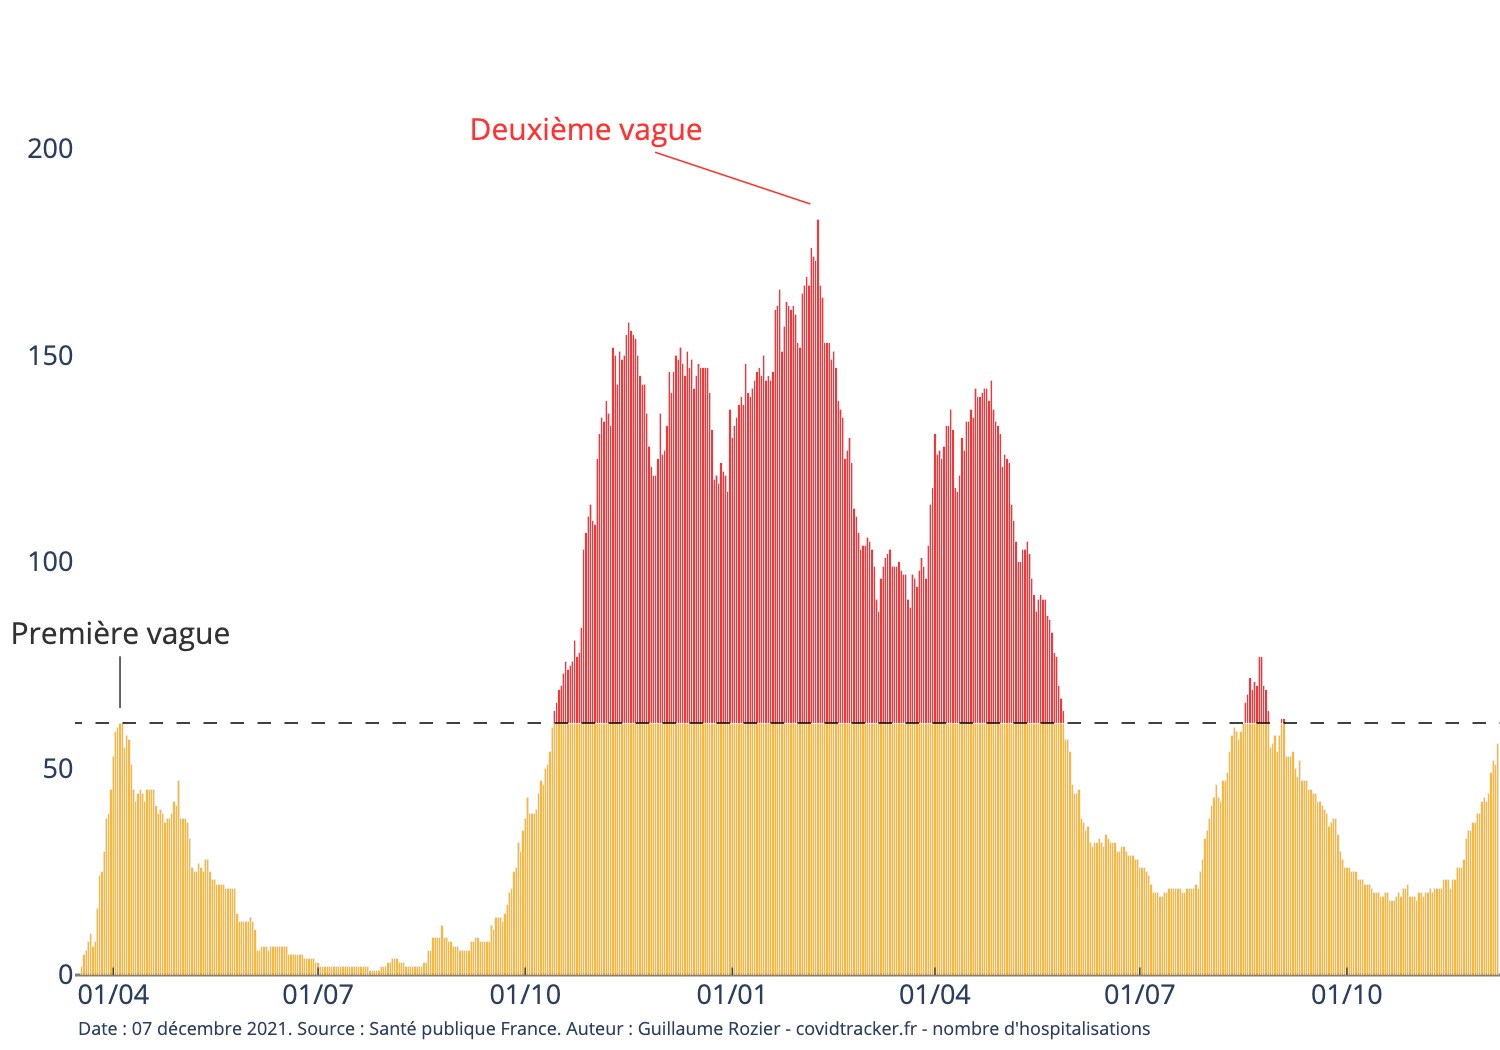 Deuxième vague
200
150
100
Première vague
50
0
01/04 01/07 01/10 01/01 01/04 01/07 01/10
Date : 07 décembre 2021. Source : Santé publique France. Auteur : Guillaume Rozier - covidtracker.fr - nombre d'hospitalisations